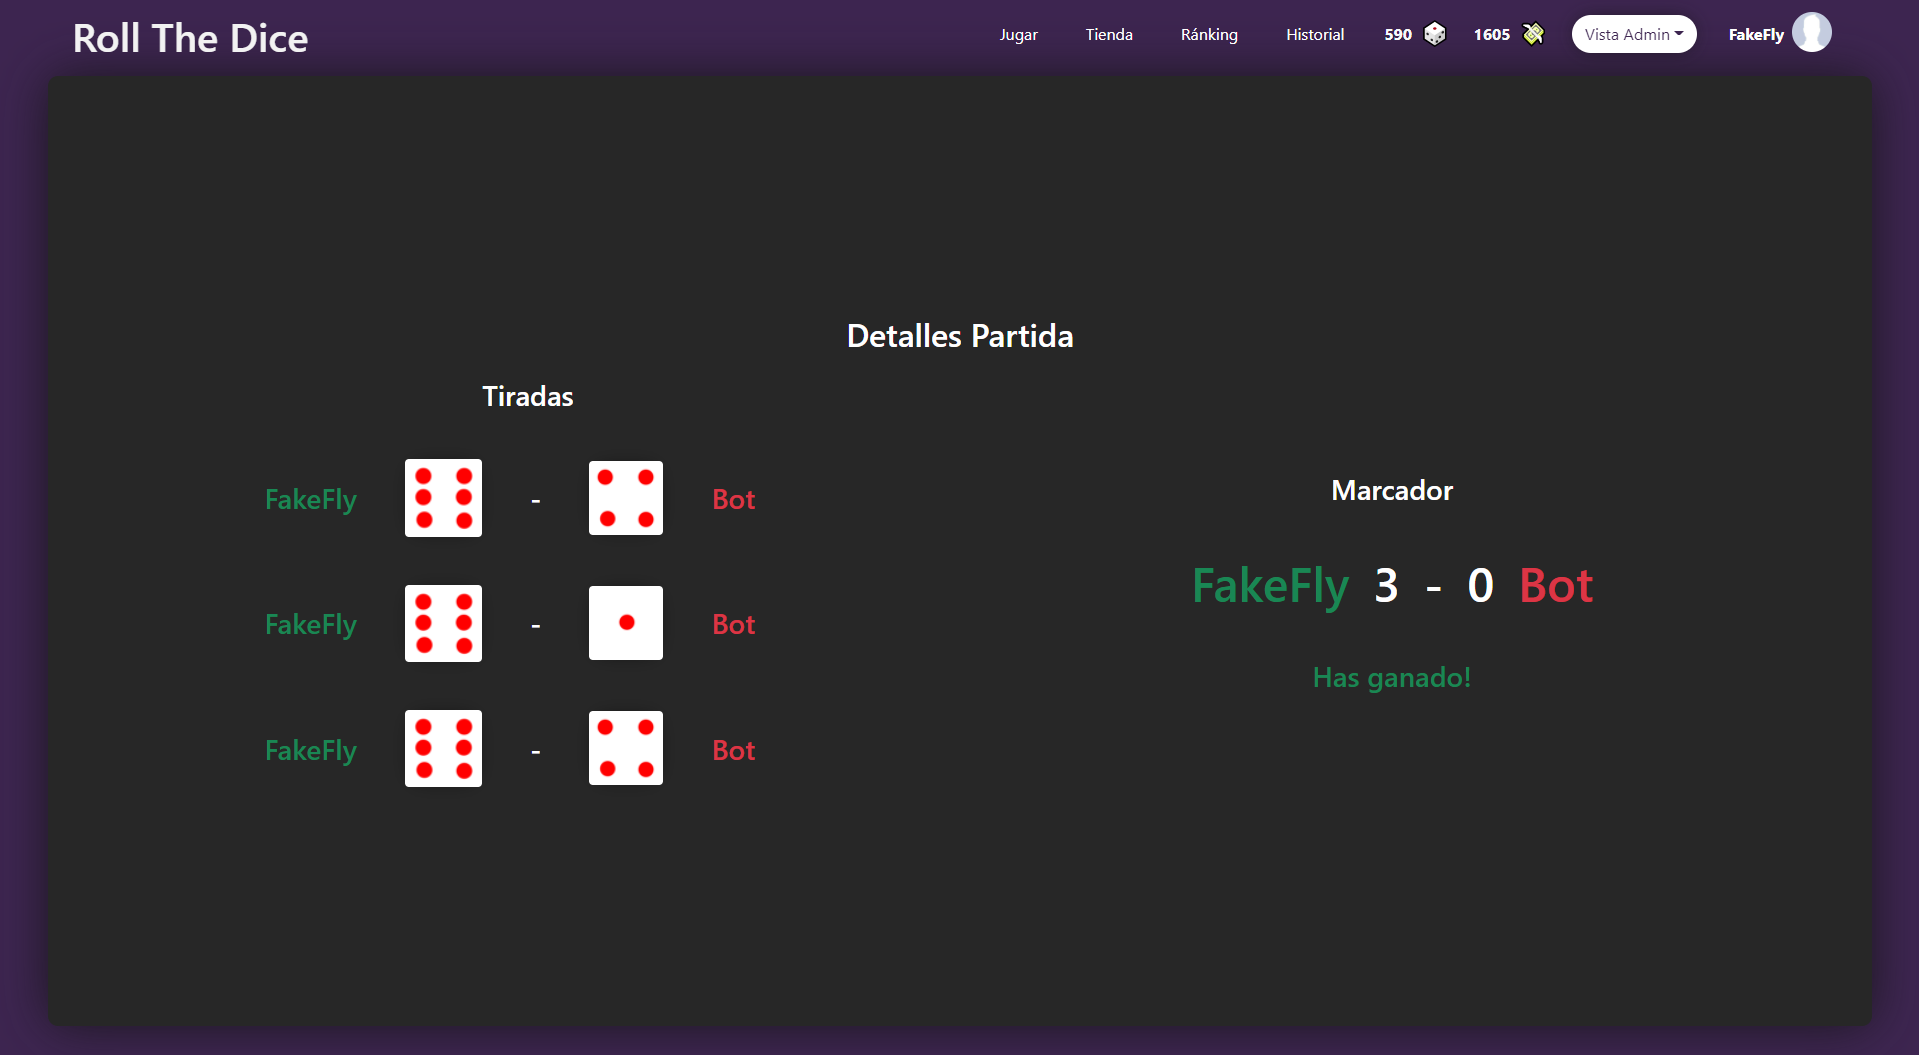 Roll The Dice
Jugar Tienda Ránking Historial 590 1605 Vista Admin FakeFly
Detalles Partida
Tiradas
FakeFly - Bot
FakeFly - Bot
FakeFly - Bot
Marcador
FakeFly 3 - 0 Bot
Has ganado!